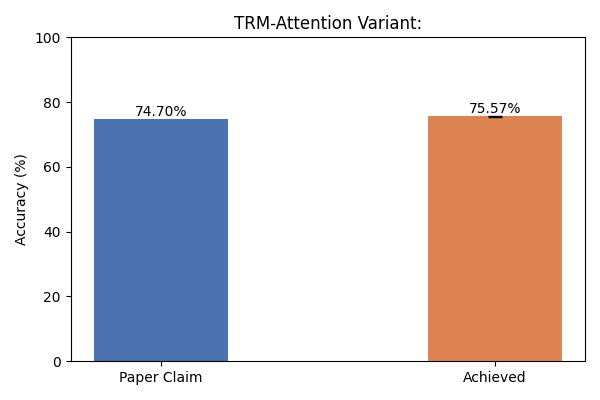 TRM-Attention Variant:
100
80
60
40
20
0
Accuracy (%)
74.70%
75.57%
Paper Claim
Achieved